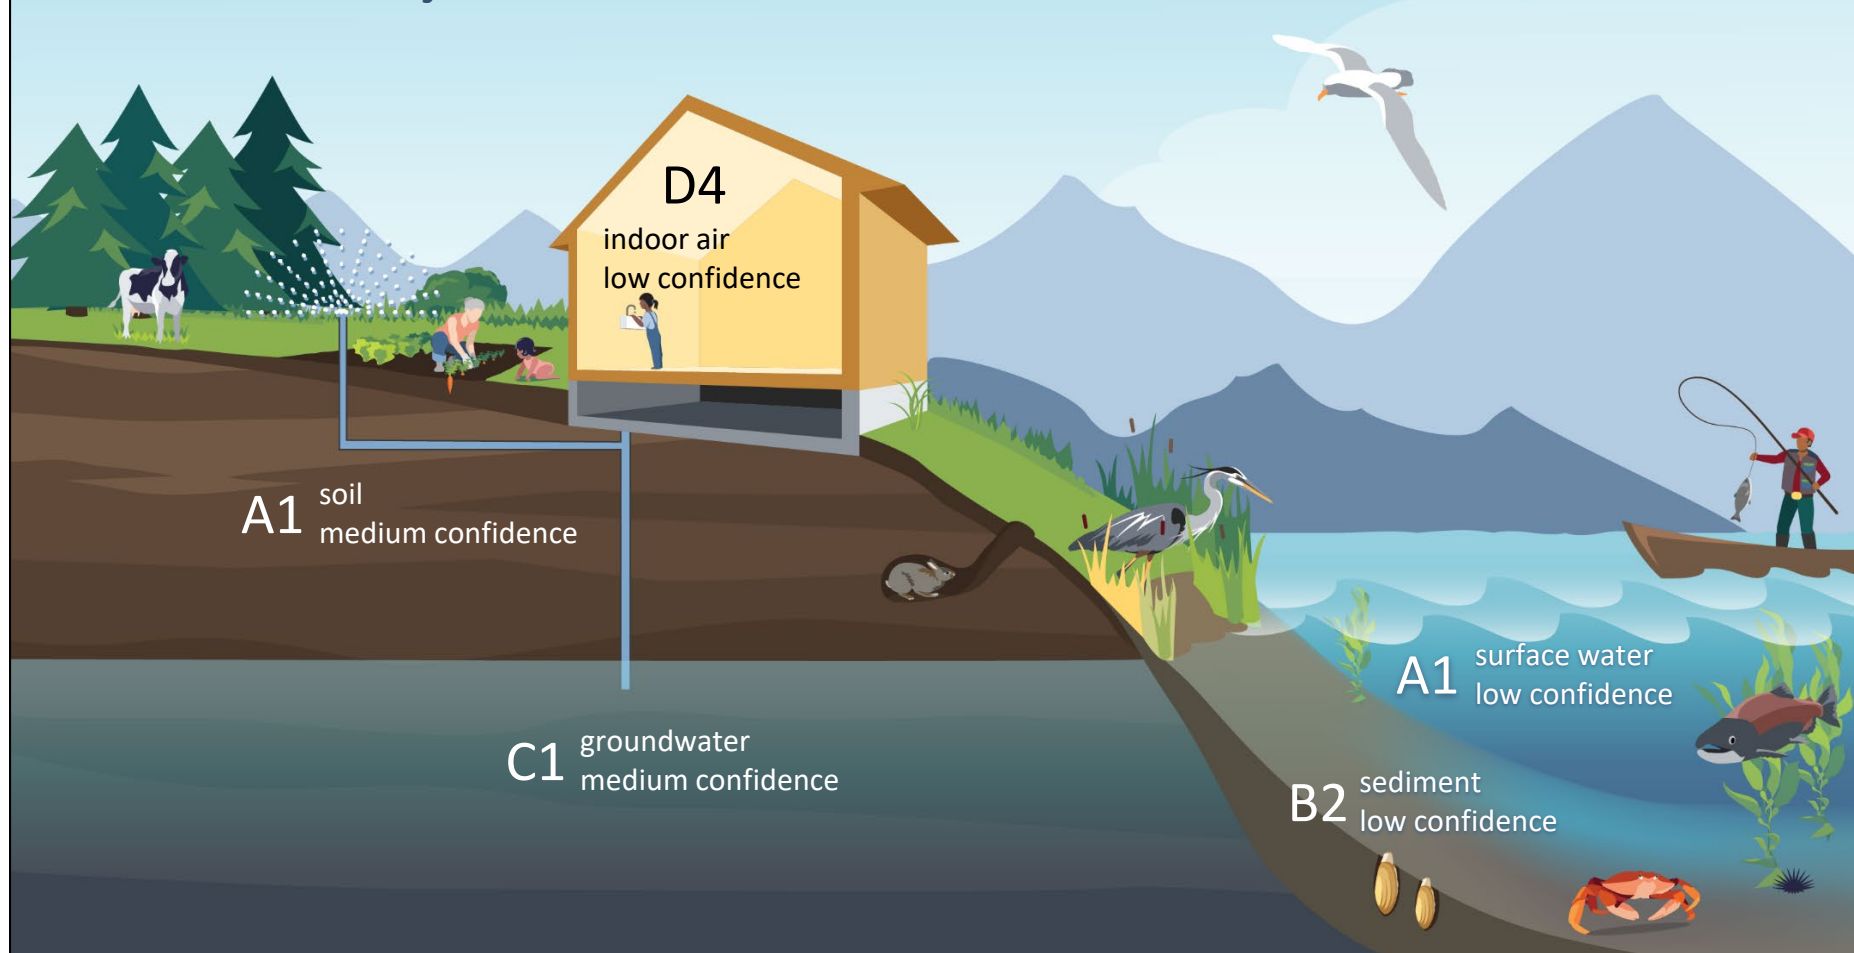 D4
indoor air
low confidence
A1
soil
medium confidence
A1
surface water
low confidence
C1
groundwater
medium confidence
B2
sediment
low confidence